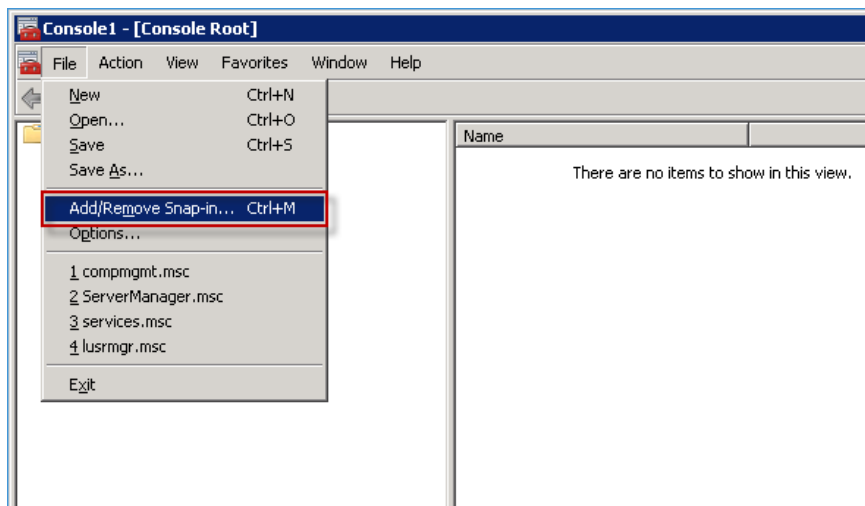 Console1 - [Console Root]
File Action View Favorites Window Help
New Ctrl+N
Open... Ctrl+O
Save Ctrl+S
Save As...
Add/Remove Snap-in... Ctrl+M
Options...
1 compmgmt.msc
2 ServerManager.msc
3 services.msc
4 lusrmgr.msc
Exit
Name
There are no items to show in this view.